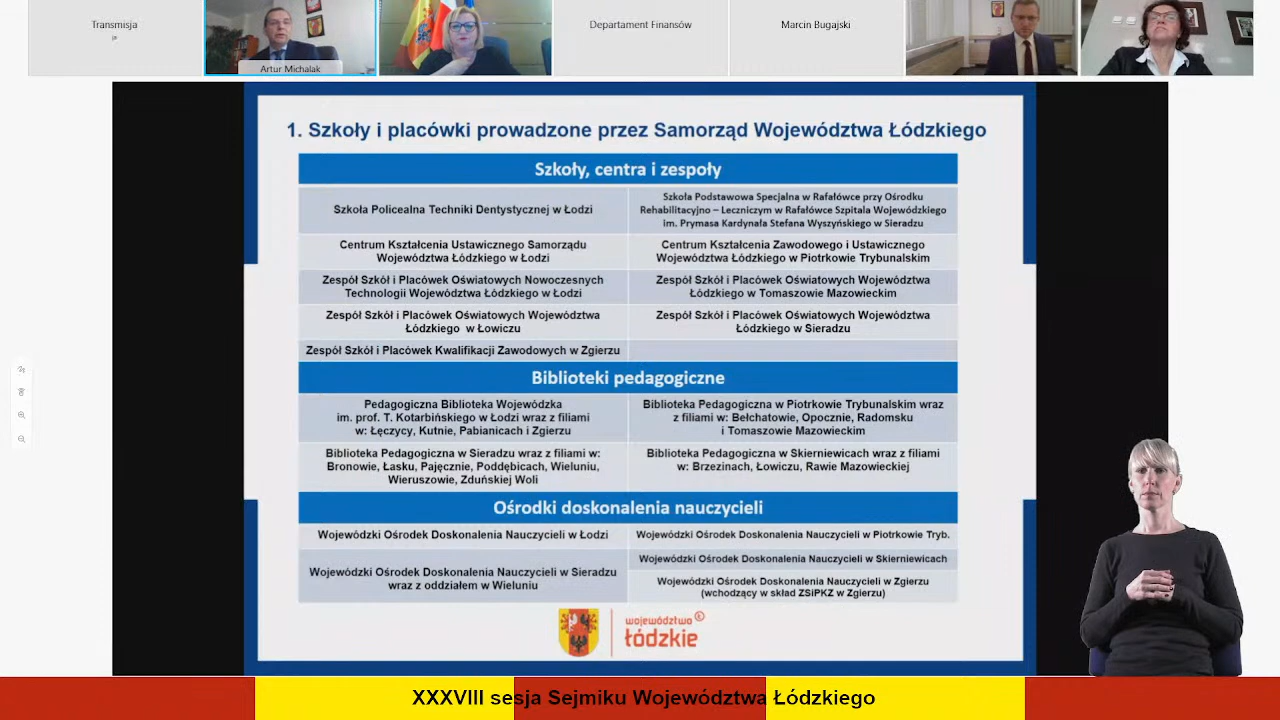 Transmisja
Departament Finansów
Marcin Bugajski
Artur Michalak
1. Szkoły i placówki prowadzone przez Samorząd Województwa Łódzkiego
Szkoły, centra i zespoły
Szkoła Policealna Techniki Dentystycznej w Łodzi
Szkoła Podstawowa Specjalna w Rafałówce przy Ośrodku
Rehabilitacyjno – Leczniczym w Rafałówce Szpitala Wojewódzkiego
im. Prymasa Kardynała Stefana Wyszyńskiego w Sieradzu
Centrum Kształcenia Ustawicznego Samorządu
Województwa Łódzkiego w Łodzi
Centrum Kształcenia Zawodowego i Ustawicznego
Województwa Łódzkiego w Piotrkowie Trybunalskim
Zespół Szkół i Placówek Oświatowych Nowoczesnych
Technologii Województwa Łódzkiego w Łodzi
Zespół Szkół i Placówek Oświatowych Województwa
Łódzkiego w Tomaszowie Mazowieckim
Zespół Szkół i Placówek Oświatowych Województwa
Łódzkiego w Łowiczu
Zespół Szkół i Placówek Oświatowych Województwa
Łódzkiego w Sieradzu
Zespół Szkół i Placówek Kwalifikacji Zawodowych w Zgierzu
Biblioteki pedagogiczne
Pedagogiczna Biblioteka Wojewódzka
im. prof. T. Kotarbińskiego w Łodzi wraz z filiami
w: Łęczycy, Kutnie, Pabianicach i Zgierzu
Biblioteka Pedagogiczna w Piotrkowie Trybunalskim wraz
z filiami w: Bełchatowie, Opocznie, Radomsku
i Tomaszowie Mazowieckim
Biblioteka Pedagogiczna w Sieradzu wraz z filiami w:
Bronowie, Łasku, Pajęcznie, Poddębicach, Wieluniu,
Wieruszowie, Zduńskiej Woli
Biblioteka Pedagogiczna w Skierniewicach wraz z filiami
w: Brzezinach, Łowiczu, Rawie Mazowieckiej
Ośrodki doskonalenia nauczycieli
Wojewódzki Ośrodek Doskonalenia Nauczycieli w Łodzi
Wojewódzki Ośrodek Doskonalenia Nauczycieli w Piotrkowie Tryb.
Wojewódzki Ośrodek Doskonalenia Nauczycieli w Sieradzu
wraz z oddziałem w Wieluniu
Wojewódzki Ośrodek Doskonalenia Nauczycieli w Skierniewicach
Wojewódzki Ośrodek Doskonalenia Nauczycieli w Zgierzu
(wchodzący w skład ZSiPKZ w Zgierzu)
województwo
łódzkie
XXXVIII sesja Sejmiku Województwa Łódzkiego